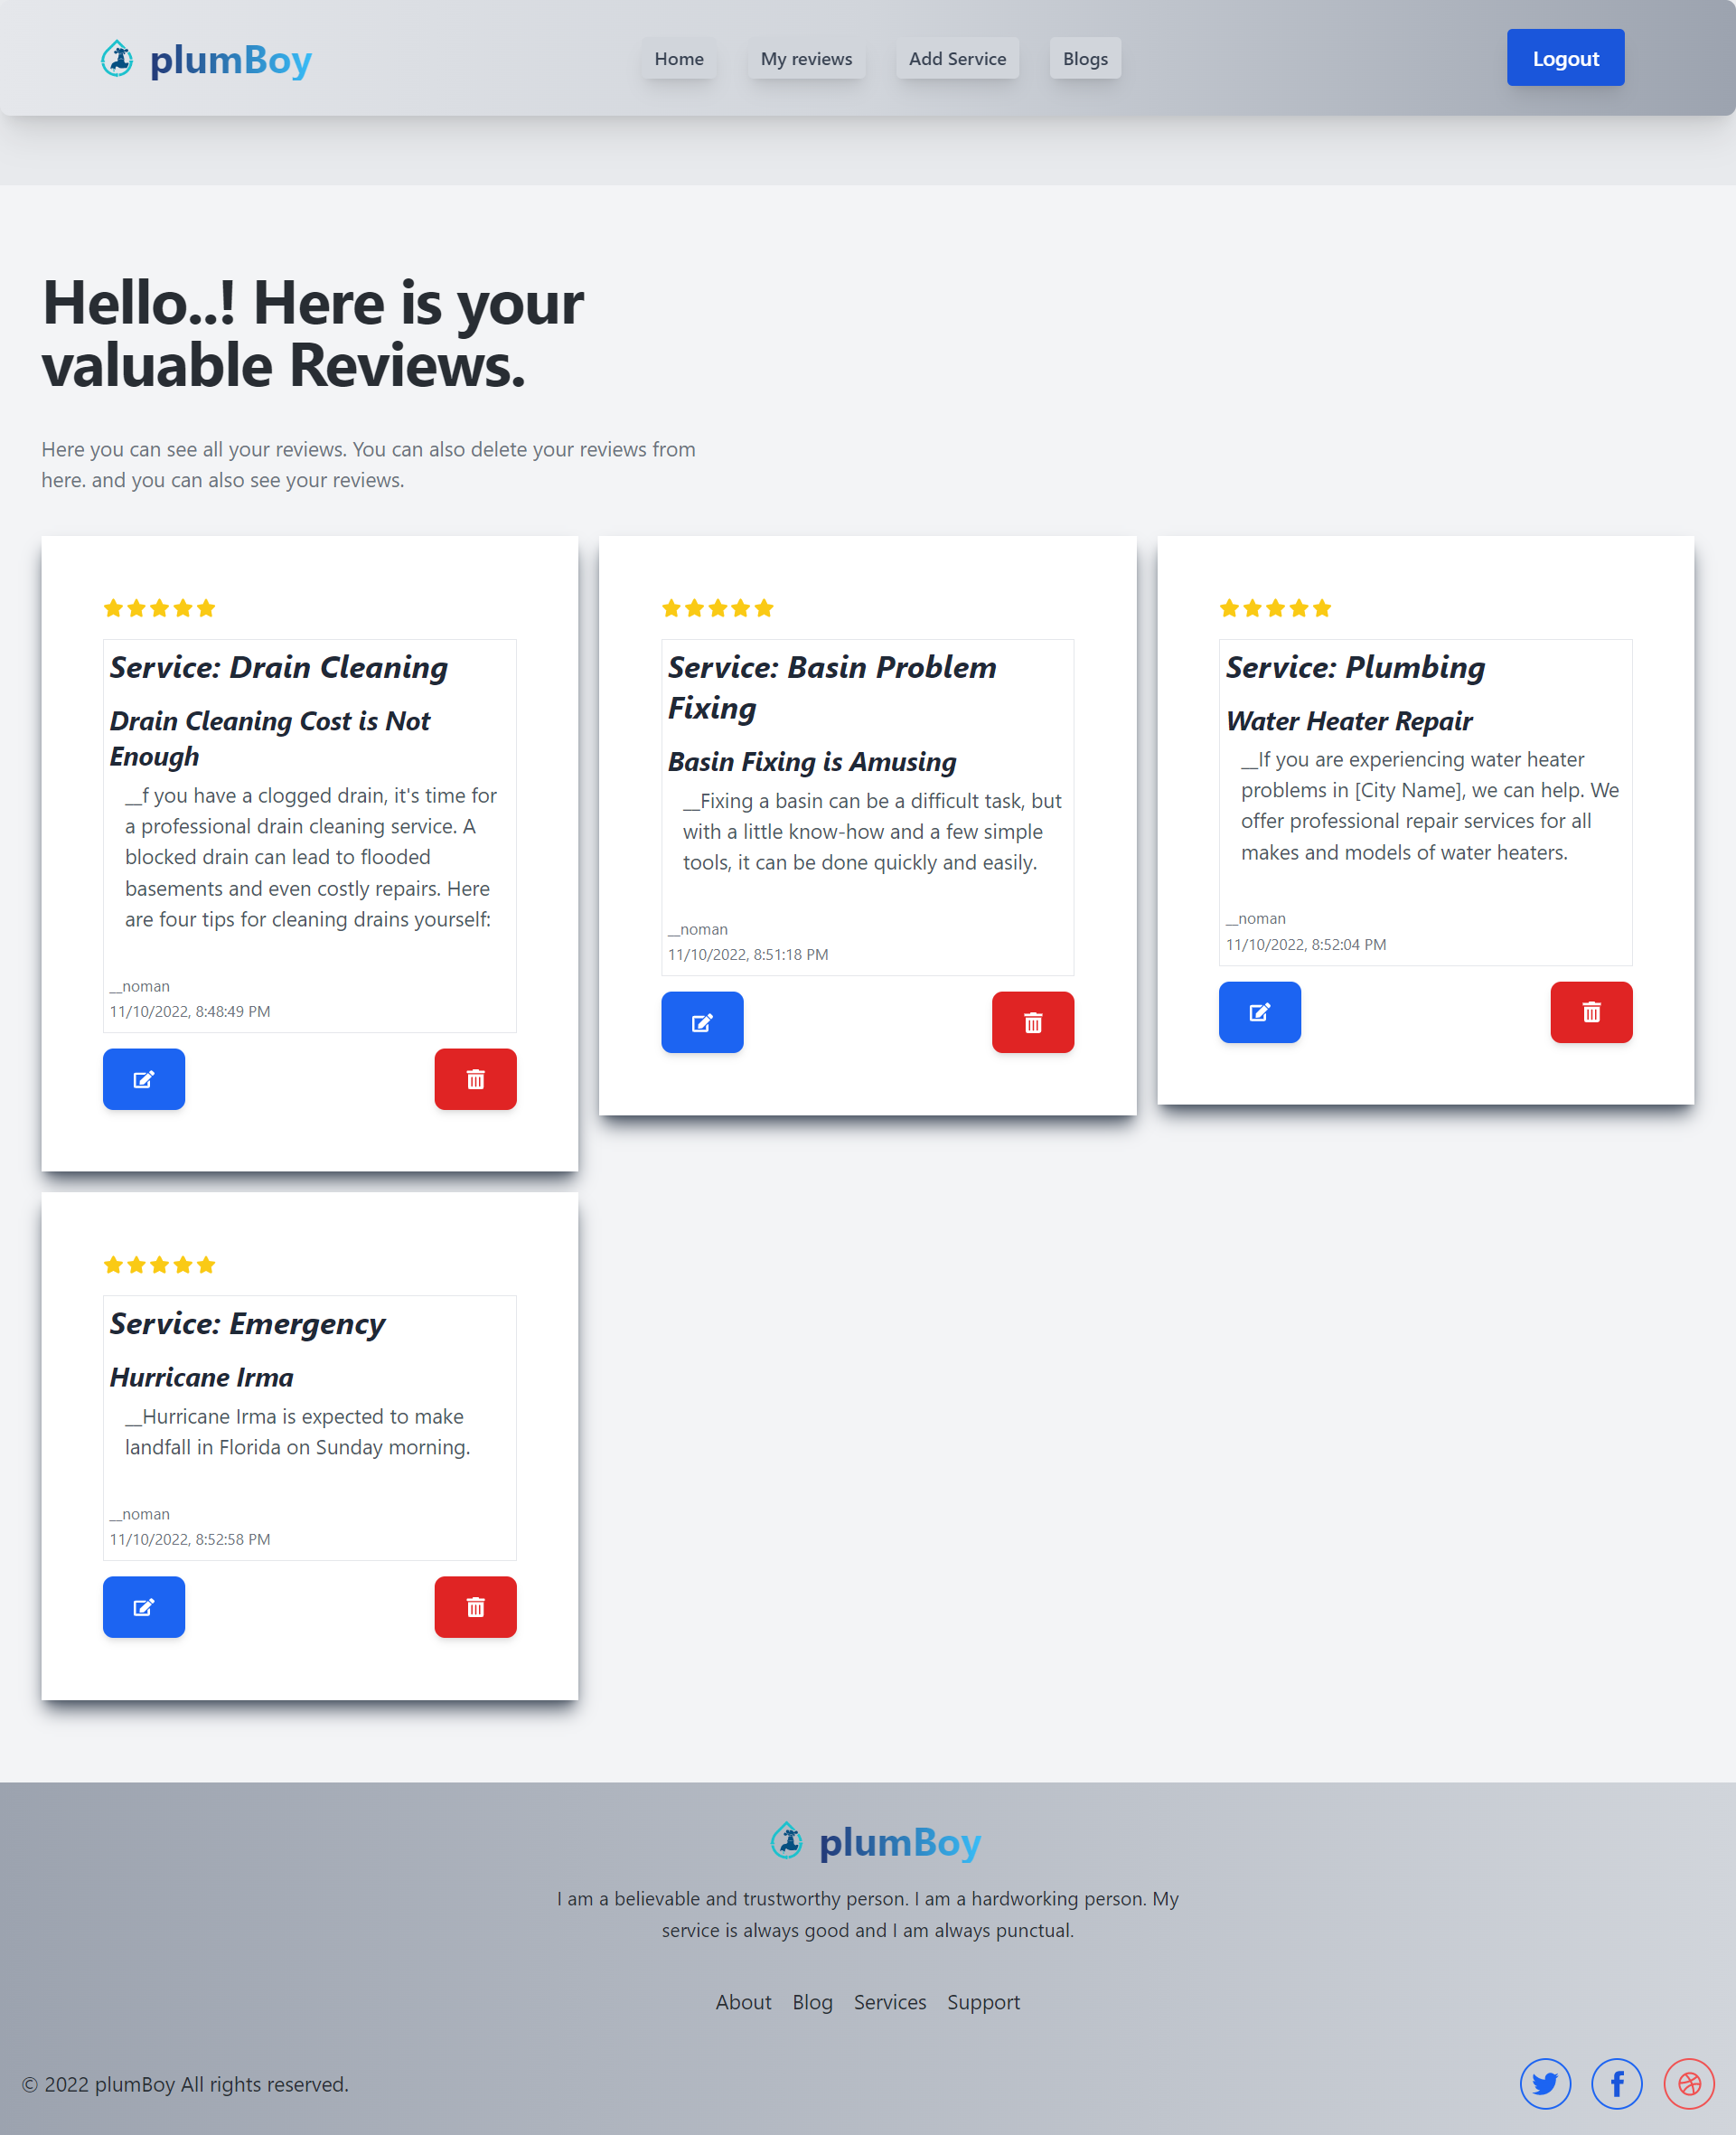 plumBoy
Home
My reviews
Add Service
Blogs
Logout
Hello..! Here is your
valuable Reviews.
Here you can see all your reviews. You can also delete your reviews from
here. and you can also see your reviews.
Service: Drain Cleaning
Drain Cleaning Cost is Not
Enough
__f you have a clogged drain, it's time for
a professional drain cleaning service. A
blocked drain can lead to flooded
basements and even costly repairs. Here
are four tips for cleaning drains yourself:
__noman
11/10/2022, 8:48:49 PM
Service: Basin Problem
Fixing
Basin Fixing is Amusing
__Fixing a basin can be a difficult task, but
with a little know-how and a few simple
tools, it can be done quickly and easily.
__noman
11/10/2022, 8:51:18 PM
Service: Plumbing
Water Heater Repair
__If you are experiencing water heater
problems in [City Name], we can help. We
offer professional repair services for all
makes and models of water heaters.
__noman
11/10/2022, 8:52:04 PM
Service: Emergency
Hurricane Irma
__Hurricane Irma is expected to make
landfall in Florida on Sunday morning.
__noman
11/10/2022, 8:52:58 PM
plumBoy
I am a believable and trustworthy person. I am a hardworking person. My
service is always good and I am always punctual.
About
Blog
Services
Support
© 2022 plumBoy All rights reserved.